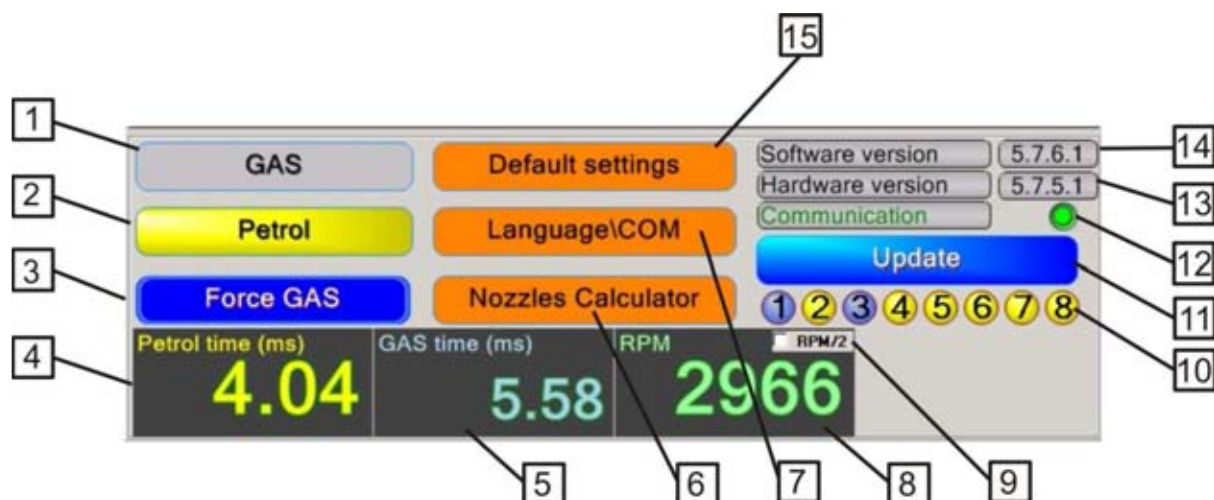 15
1
GAS
Default settings
Software version
5.7.6.1
14
Hardware version
5.7.5.1
13
2
Petrol
Language\COM
Communication
12
Update
3
Force GAS
Nozzles Calculator
1 2 3 4 5 6 7 8
11
4
Petrol time (ms)
GAS time (ms)
RPM
RPM/2
10
4.04
5.58
2966
5
6
7
8
9